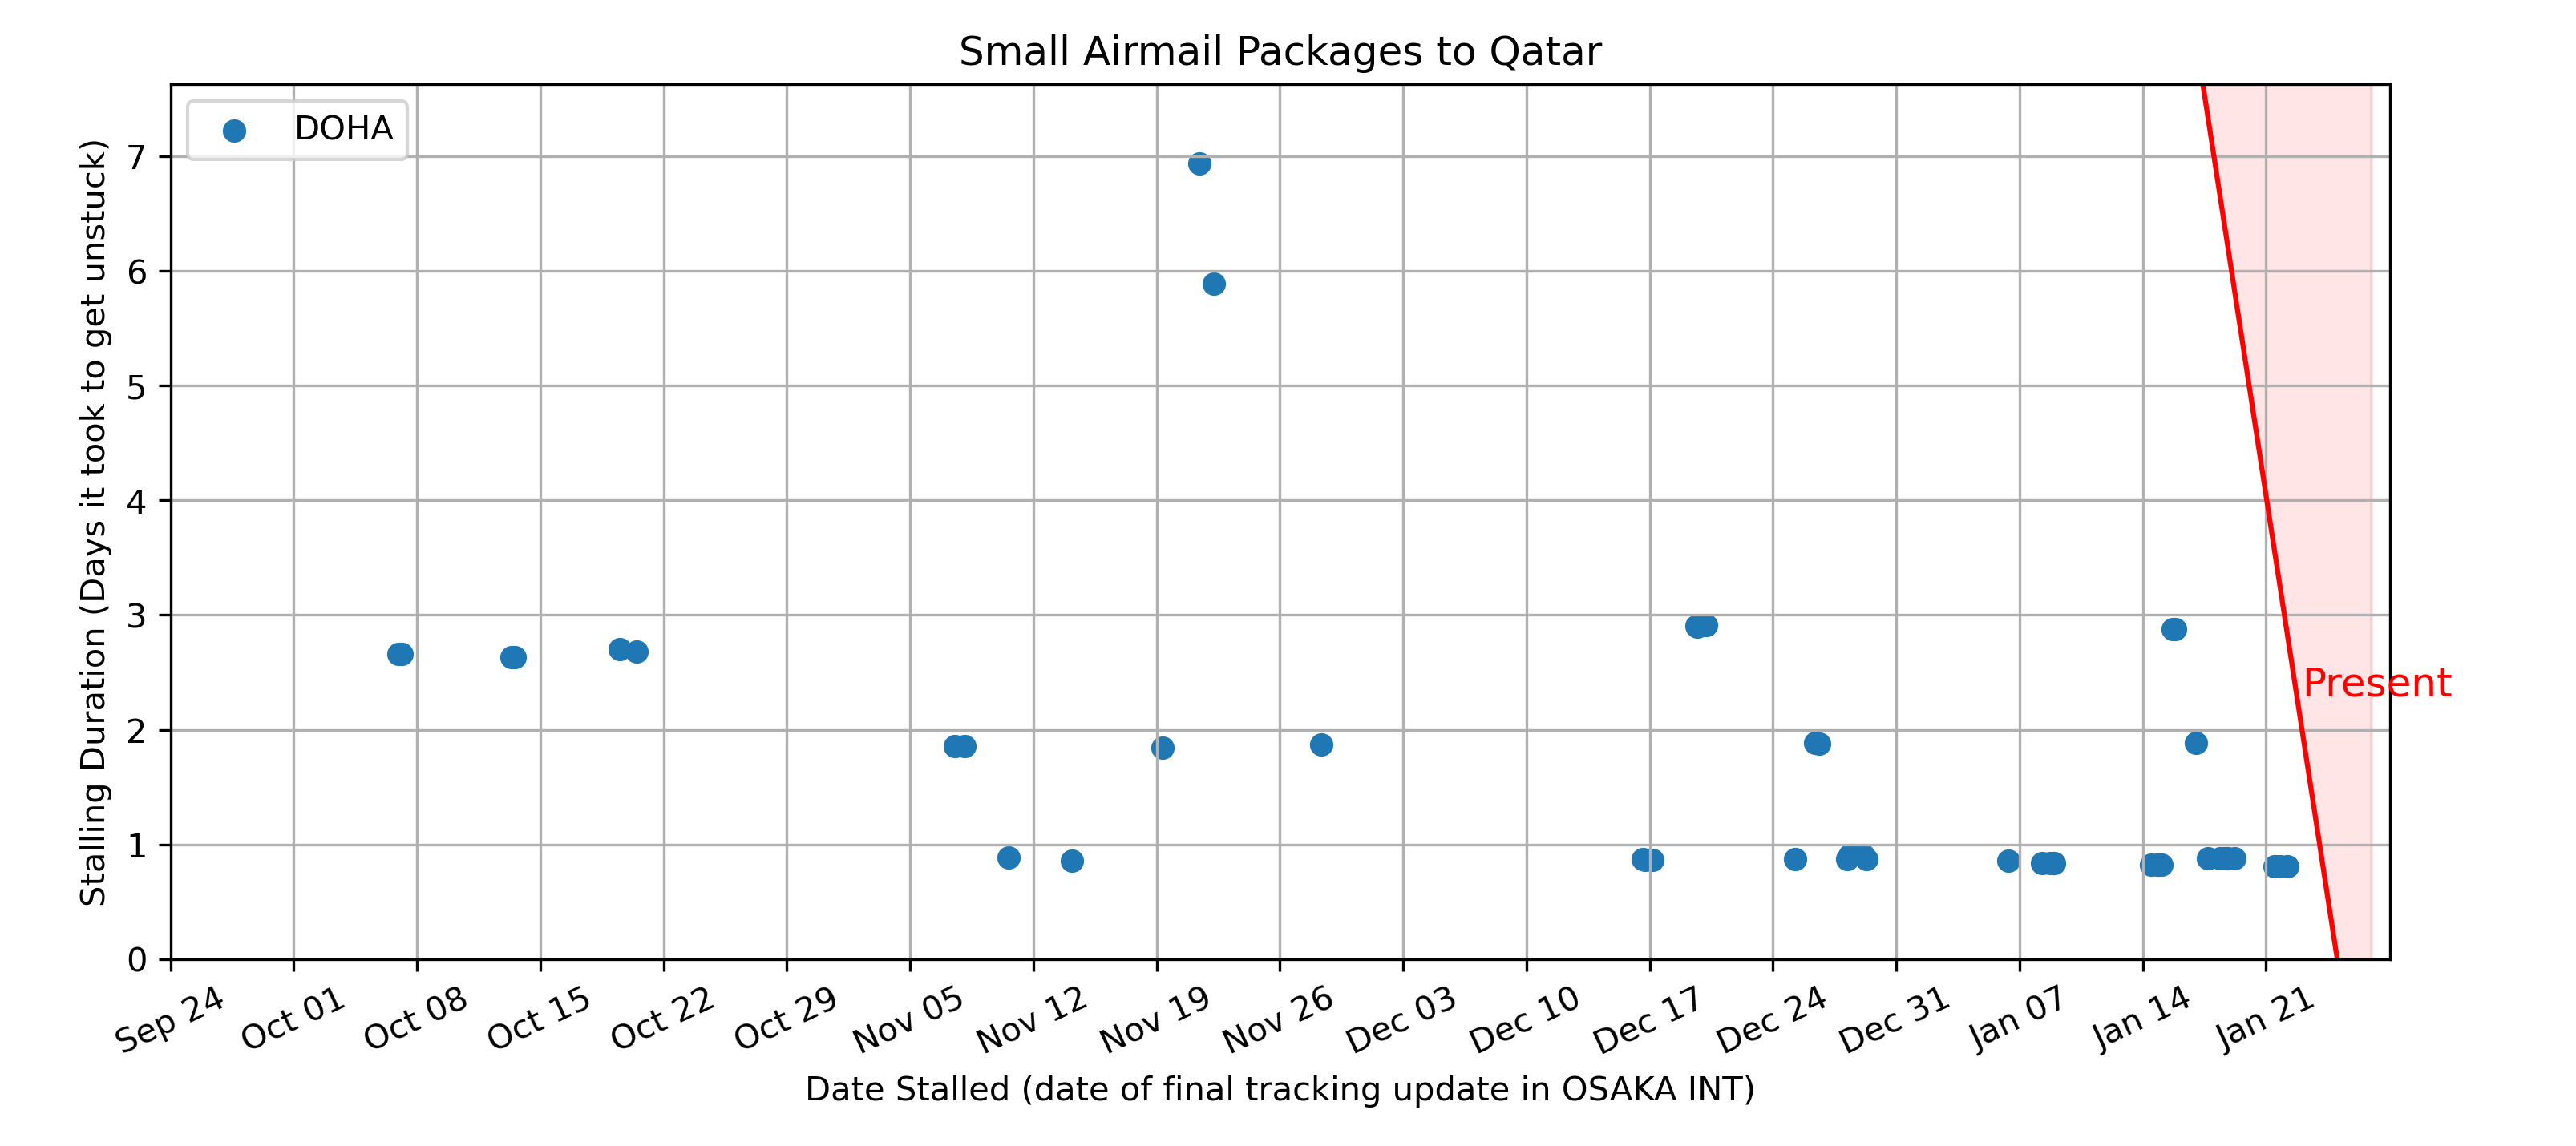 Small Airmail Packages to Qatar
DOHA
Stalling Duration (Days it took to get unstuck)
7
6
5
4
3
2
1
0
Present
Sep 24
Oct 01
Oct 08
Oct 15
Oct 22
Oct 29
Nov 05
Nov 12
Nov 19
Nov 26
Dec 03
Dec 10
Dec 17
Dec 24
Dec 31
Jan 07
Jan 14
Jan 21
Date Stalled (date of final tracking update in OSAKA INT)